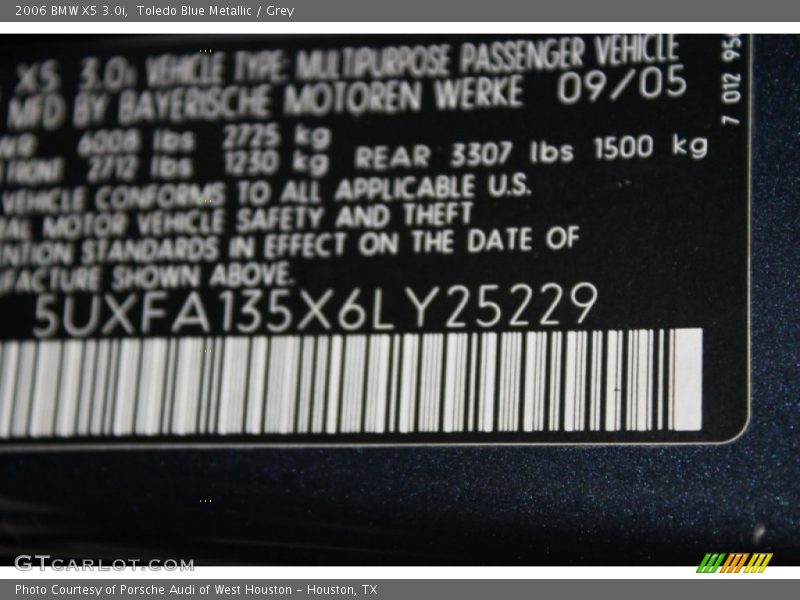 2006 BMW X5 3.0i,  Toledo Blue Metallic / Grey
X5 3.0i VEHICLE TYPE: MULTIPURPOSE PASSENGER VEHICLE
MFD BY BAYERISCHE MOTOREN WERKE 09/05
6008 lbs 2725 kg
2712 lbs 1230 kg REAR 3307 lbs 1500 kg
VEHICLE CONFORMS TO ALL APPLICABLE U.S.
MOTOR VEHICLE SAFETY AND THEFT
STANDARDS IN EFFECT ON THE DATE OF
SHOWN ABOVE.
5UXFA135X6LY25229
7 012
GTCARLOT.COM
Photo Courtesy of Porsche Audi of West Houston – Houston, TX